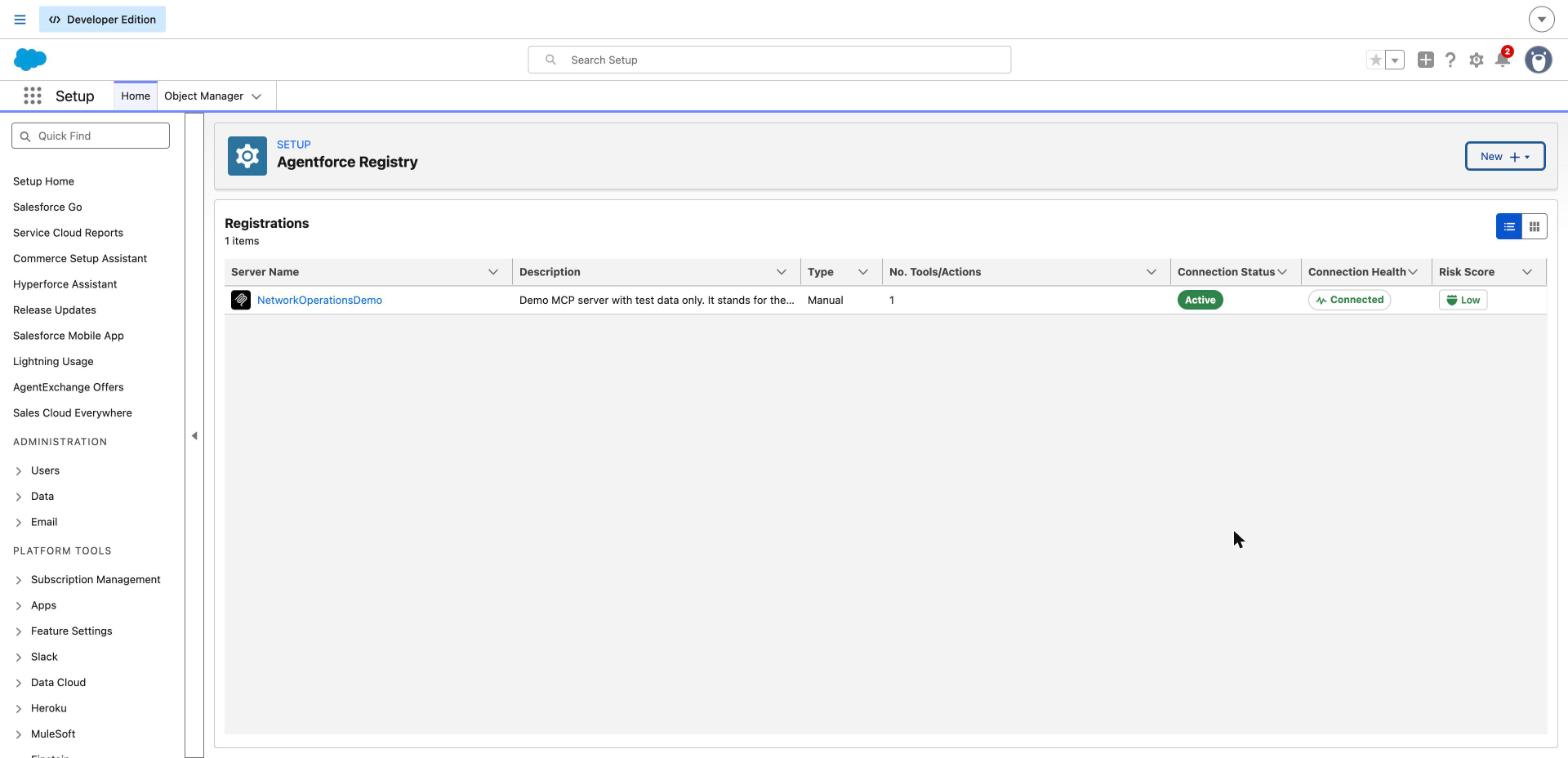 Developer Edition
Search Setup
2
Setup
Home
Object Manager
Quick Find
Setup Home
Salesforce Go
Service Cloud Reports
Commerce Setup Assistant
Hyperforce Assistant
Release Updates
Salesforce Mobile App
Lightning Usage
AgentExchange Offers
Sales Cloud Everywhere
ADMINISTRATION
Users
Data
Email
PLATFORM TOOLS
Subscription Management
Apps
Feature Settings
Slack
Data Cloud
Heroku
MuleSoft
SETUP
Agentforce Registry
New
Registrations
1 items
Server Name Description Type No. Tools/Actions Connection Status Connection Health Risk Score
NetworkOperationsDemo Demo MCP server with test data only. It stands for the... Manual 1 Active Connected Low